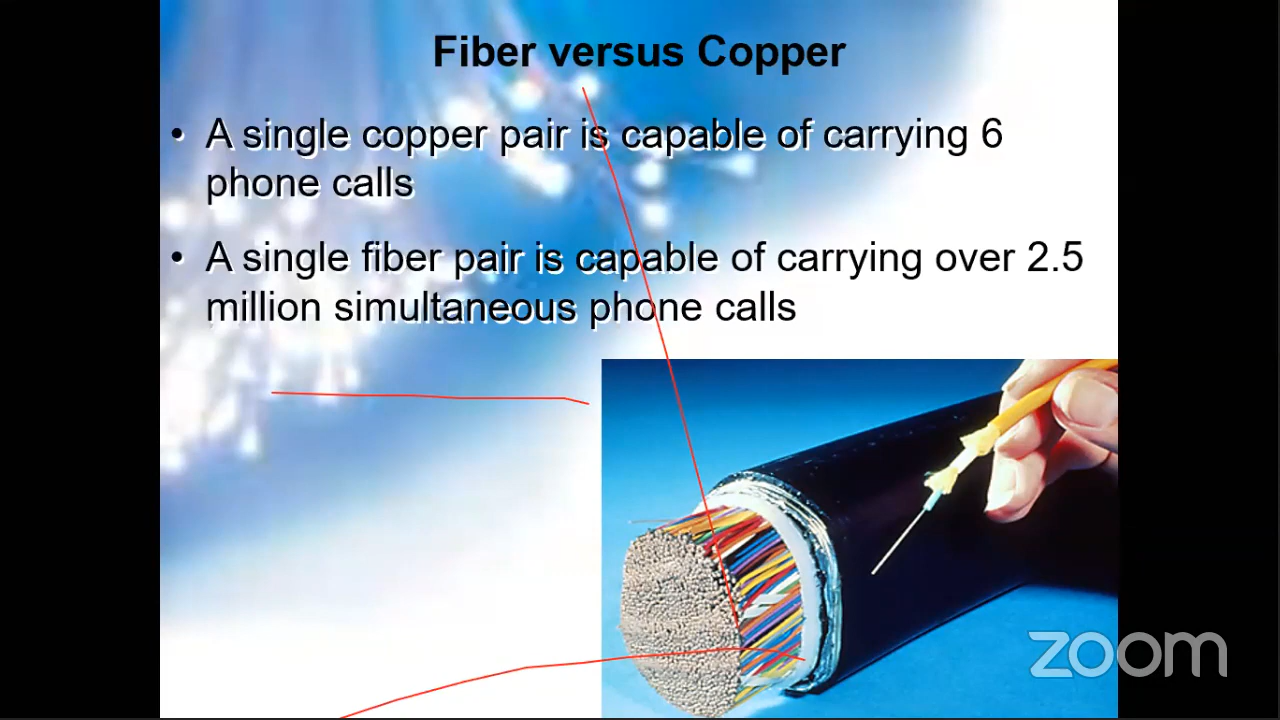 Fiber versus Copper
• A single copper pair is capable of carrying 6
phone calls
• A single fiber pair is capable of carrying over 2.5
million simultaneous phone calls
zoom